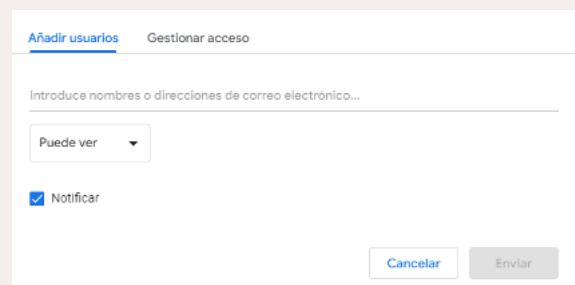 Añadir usuarios Gestionar acceso
Introduce nombres o direcciones de correo electrónico...
Puede ver
Notificar
Cancelar Enviar